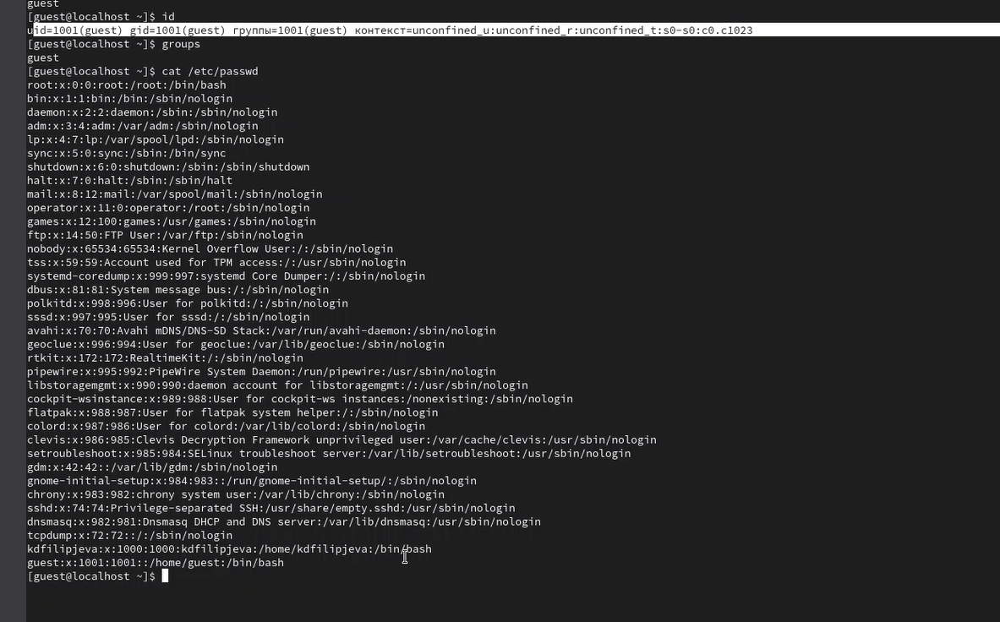 guest
[guest@localhost ~]$ id
uid=1001(guest) gid=1001(guest) группы=1001(guest) контекст=unconfined_u:unconfined_r:unconfined_t:s0-s0:c0.c1023
[guest@localhost ~]$ groups
guest
[guest@localhost ~]$ cat /etc/passwd
root:x:0:0:root:/root:/bin/bash
bin:x:1:1:bin:/bin:/sbin/nologin
daemon:x:2:2:daemon:/sbin:/sbin/nologin
adm:x:3:4:adm:/var/adm:/sbin/nologin
lp:x:4:7:lp:/var/spool/lpd:/sbin/nologin
sync:x:5:0:sync:/sbin:/bin/sync
shutdown:x:6:0:shutdown:/sbin:/sbin/shutdown
halt:x:7:0:halt:/sbin:/sbin/halt
mail:x:8:12:mail:/var/spool/mail:/sbin/nologin
operator:x:11:0:operator:/root:/sbin/nologin
games:x:12:100:games:/usr/games:/sbin/nologin
ftp:x:14:50:FTP User:/var/ftp:/sbin/nologin
nobody:x:65534:65534:Kernel Overflow User:/:/sbin/nologin
tss:x:59:59:Account used for TPM access:/:/usr/sbin/nologin
systemd-coredump:x:999:997:systemd Core Dumper:/:/sbin/nologin
dbus:x:81:81:System message bus:/:/sbin/nologin
polkitd:x:998:996:User for polkitd:/:/sbin/nologin
sssd:x:997:995:User for sssd:/:/sbin/nologin
avahi:x:70:70:Avahi mDNS/DNS-SD Stack:/var/run/avahi-daemon:/sbin/nologin
geoclue:x:996:994:User for geoclue:/var/lib/geoclue:/sbin/nologin
rtkit:x:172:172:RealtimeKit:/:/sbin/nologin
pipewire:x:995:992:PipeWire System Daemon:/run/pipewire:/usr/sbin/nologin
libstoragemgmt:x:990:990:daemon account for libstoragemgmt:/:/usr/sbin/nologin
cockpit-wsinstance:x:989:988:User for cockpit-ws instances:/nonexisting:/sbin/nologin
flatpak:x:988:987:User for flatpak system helper:/:/sbin/nologin
colord:x:987:986:User for colord:/var/lib/colord:/sbin/nologin
clevis:x:986:985:Clevis Decryption Framework unprivileged user:/var/cache/clevis:/usr/sbin/nologin
setroubleshoot:x:985:984:SELinux troubleshoot server:/var/lib/setroubleshoot:/usr/sbin/nologin
gdm:x:42:42::/var/lib/gdm:/sbin/nologin
gnome-initial-setup:x:984:983::/run/gnome-initial-setup/:/sbin/nologin
chrony:x:983:982:chrony system user:/var/lib/chrony:/sbin/nologin
sshd:x:74:74:Privilege-separated SSH:/usr/share/empty.sshd:/usr/sbin/nologin
dnsmasq:x:982:981:Dnsmasq DHCP and DNS server:/var/lib/dnsmasq:/usr/sbin/nologin
tcpdump:x:72:72::/:/sbin/nologin
kdfilipjeva:x:1000:1000:kdfilipjeva:/home/kdfilipjeva:/bin/bash
guest:x:1001:1001::/home/guest:/bin/bash
[guest@localhost ~]$